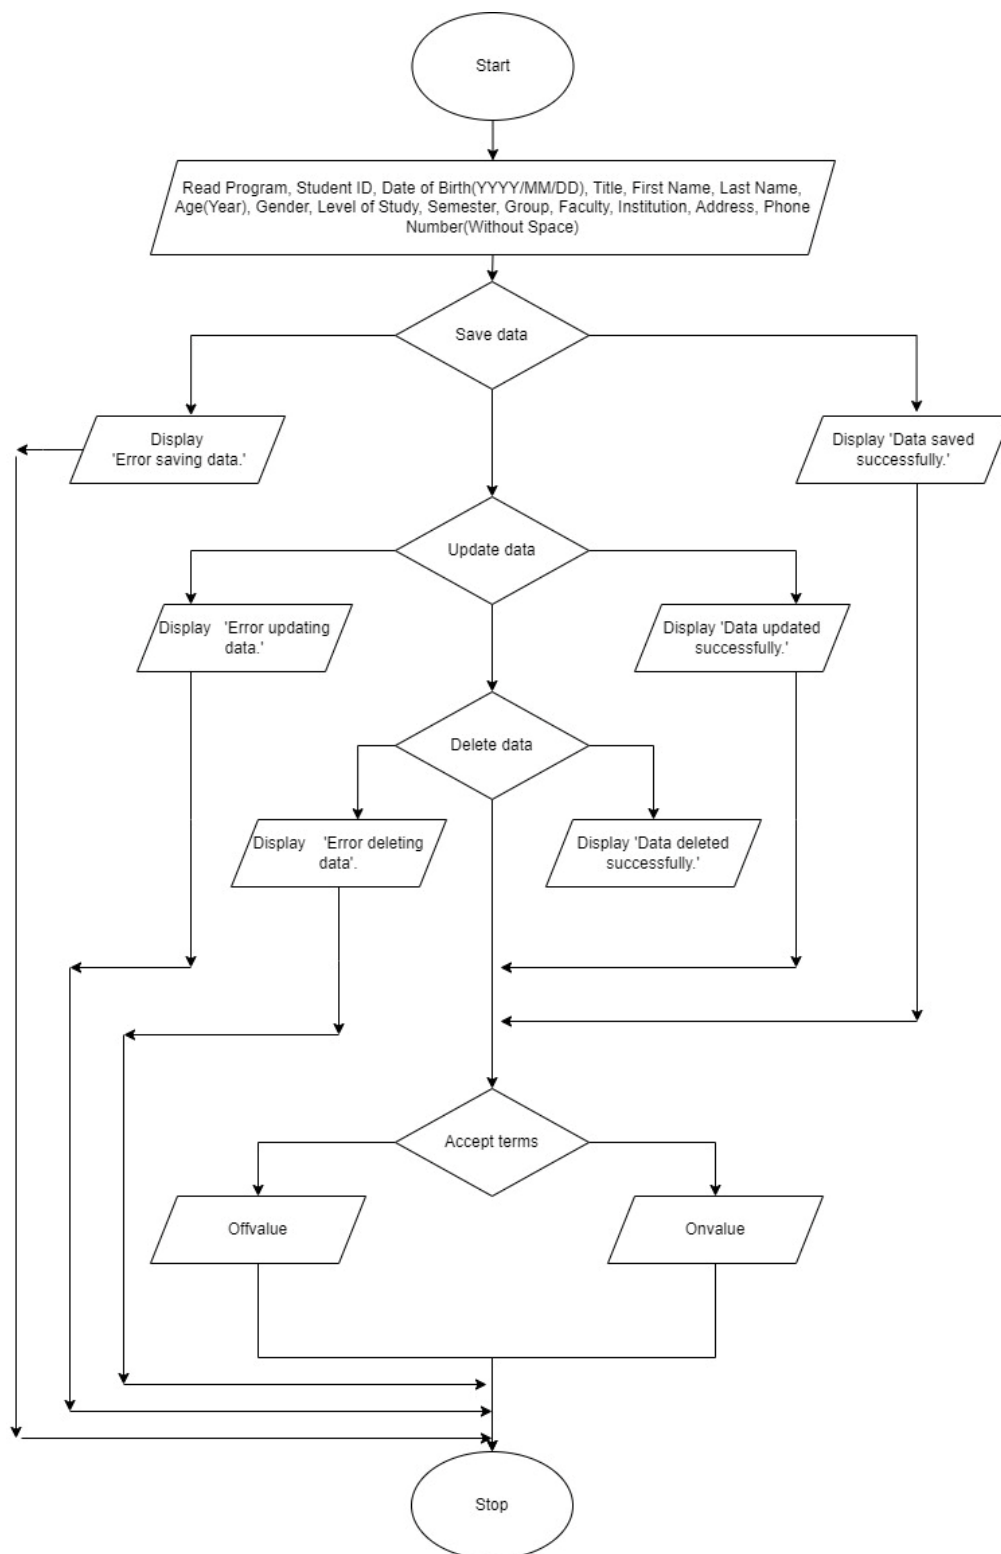 Start
Read Program, Student ID, Date of Birth(YYYY/MM/DD), Title, First Name, Last Name,
Age(Year), Gender, Level of Study, Semester, Group, Faculty, Institution, Address, Phone
Number(Without Space)
Save data
Display
'Error saving data.'
Display 'Data saved
successfully.'
Update data
Display 'Error updating
data.'
Display 'Data updated
successfully.'
Delete data
Display 'Error deleting
data'.
Display 'Data deleted
successfully.'
Accept terms
Offvalue
Onvalue
Stop